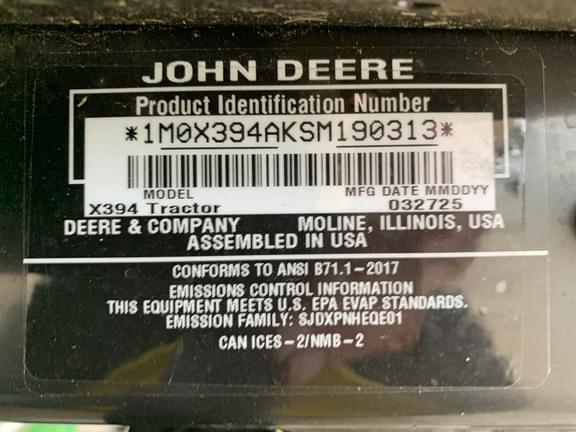 JOHN DEERE
Product Identification Number
*1M0X394AKSM190313*
MODEL MFG DATE MMDDYY
X394 Tractor 032725
DEERE & COMPANY MOLINE, ILLINOIS, USA
ASSEMBLED IN USA
CONFORMS TO ANSI B71.1-2017
EMISSIONS CONTROL INFORMATION
THIS EQUIPMENT MEETS U.S. EPA EVAP STANDARDS.
EMISSION FAMILY: SJDXPNHEQE01
CAN ICES-2/NMB-2